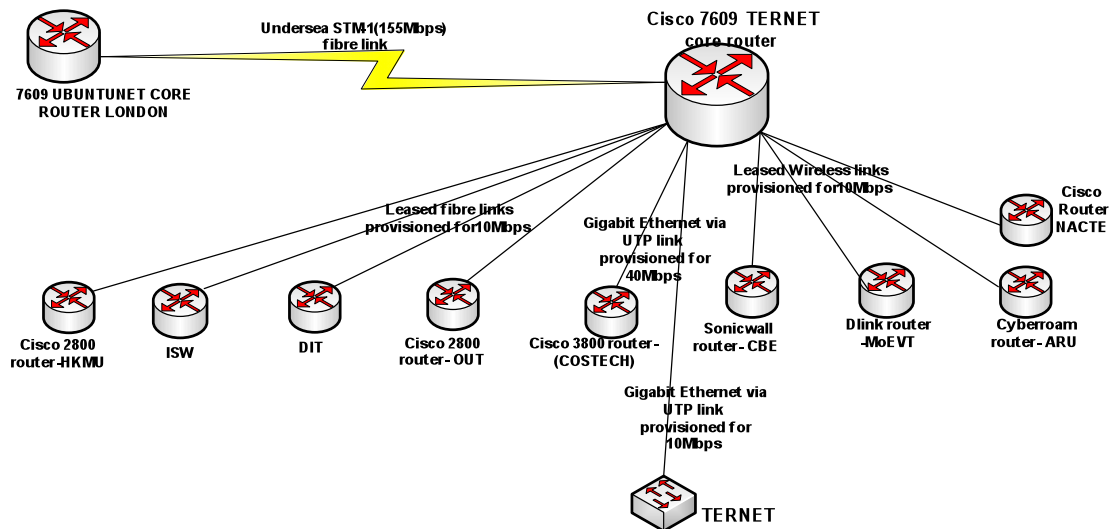 Cisco 7609 TERNET
core router
Undersea STM-1(155Mbps)
fibre link
7609 UBUNTUNET CORE
ROUTER LONDON
Leased Wireless links
provisioned for10Mbps
Cisco
Router
NACTE
Leased fibre links
provisioned for10Mbps
Gigabit Ethernet via
UTP link
provisioned for
40Mbps
Cisco 2800
router-HKMU
ISW
DIT
Cisco 2800
router- OUT
Cisco 3800 router-
(COSTECH)
Sonicwall
router- CBE
Dlink router
-MoEVT
Cyberroam
router- ARU
Gigabit Ethernet via
UTP link
provisioned for
10Mbps
TERNET